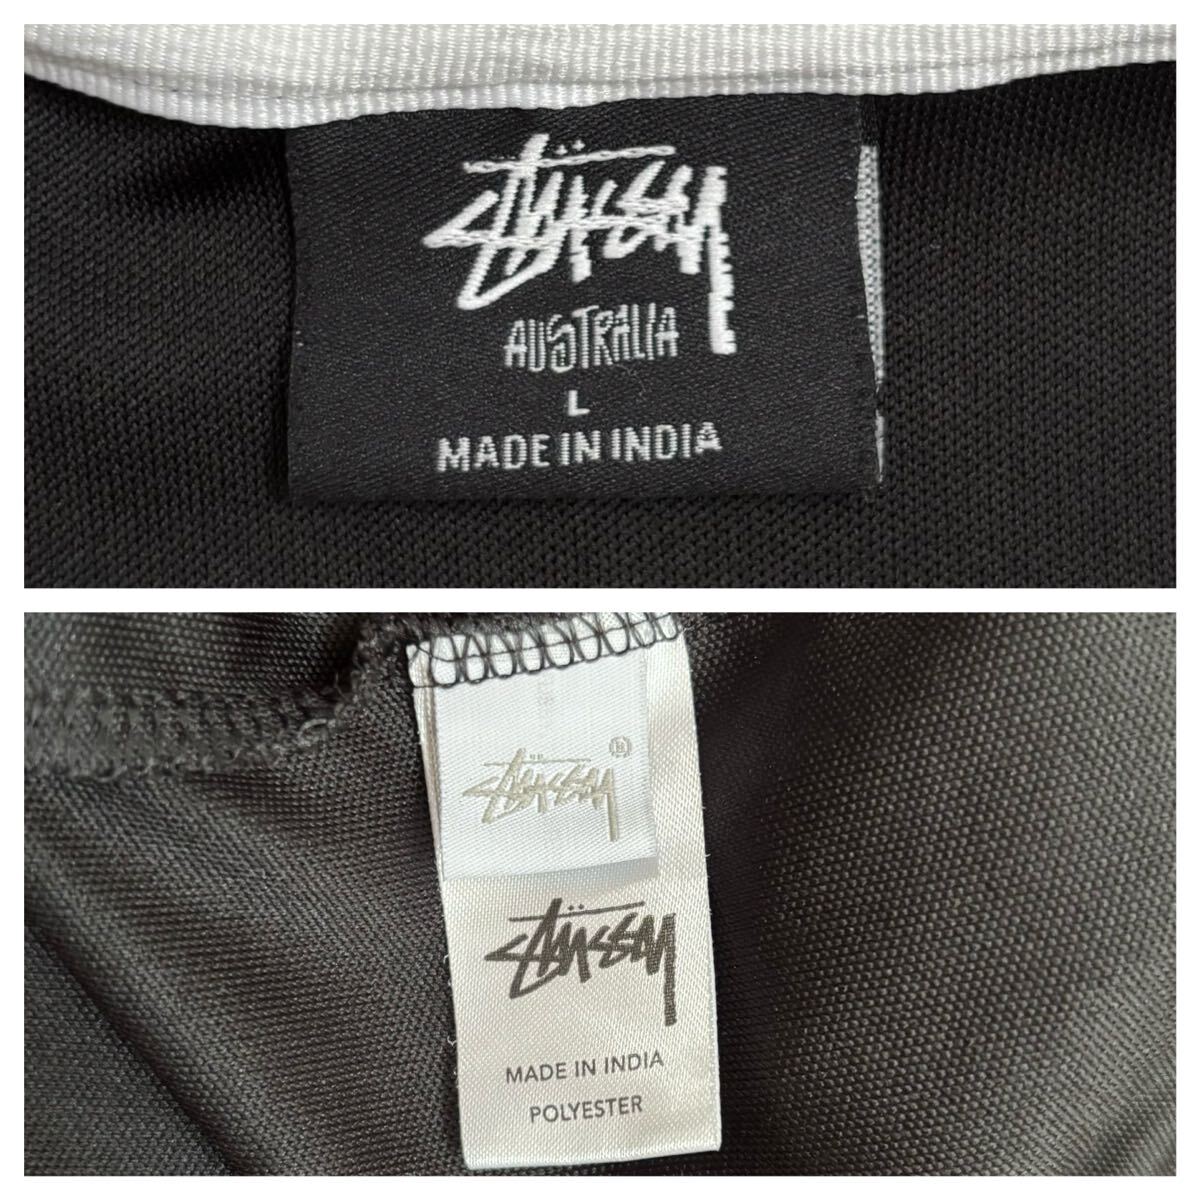 STÜSSY
AUSTRALIA
L
MADE IN INDIA
STÜSSY ®
STÜSSY
MADE IN INDIA
POLYESTER